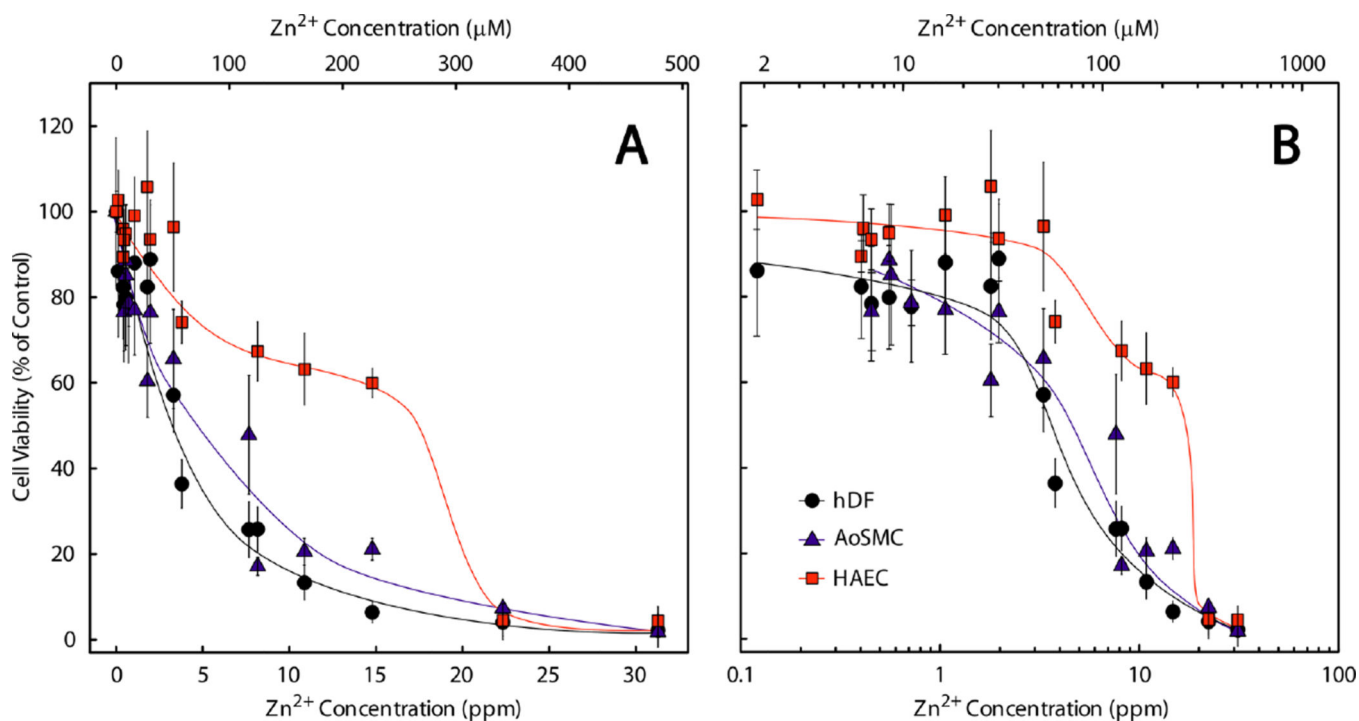 Zn2+ Concentration (μM)
0 100 200 300 400 500
Zn2+ Concentration (μM)
2 10 100 1000
A
B
Cell Viability (% of Control)
120
100
80
60
40
20
0
hDF
AoSMC
HAEC
0 5 10 15 20 25 30
Zn2+ Concentration (ppm)
0.1 1 10 100
Zn2+ Concentration (ppm)